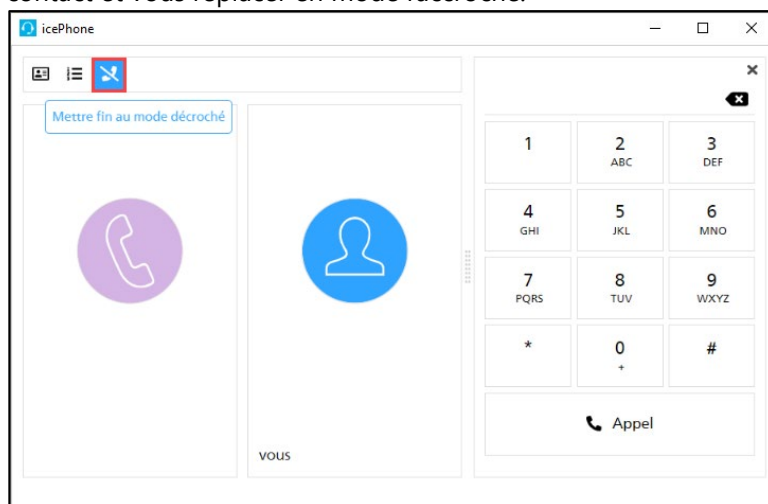 contact et vous replacer en mode raccroché.
icePhone
Mettre fin au mode décroché
vous
1
2
ABC
3
DEF
4
GHI
5
JKL
6
MNO
7
PQRS
8
TUV
9
WXYZ
*
0
+
#
Appel